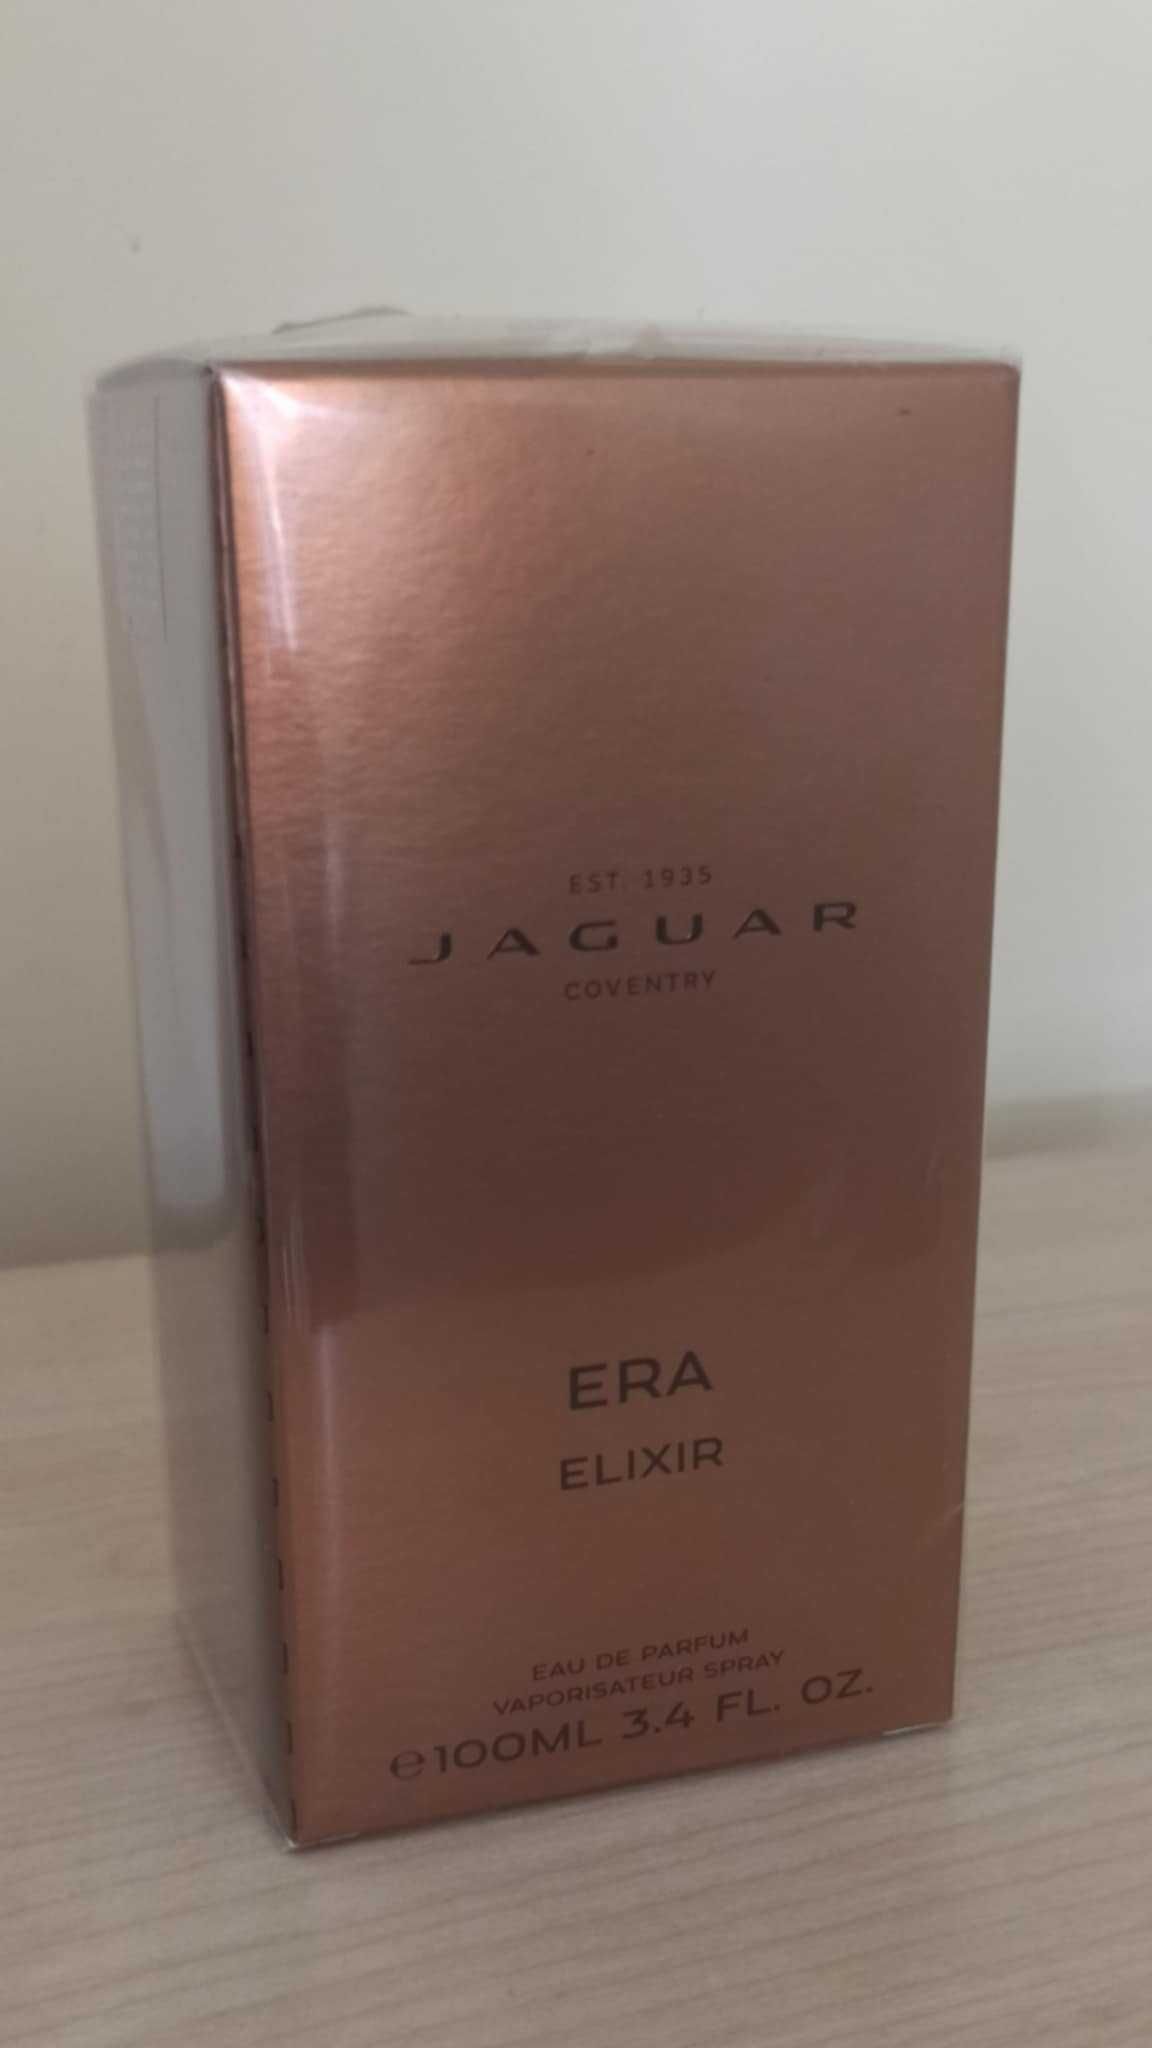 EST. 1935
JAGUAR
COVENTRY
ERA
ELIXIR
EAU DE PARFUM
VAPORISATEUR SPRAY
℮100ML 3.4 FL. OZ.